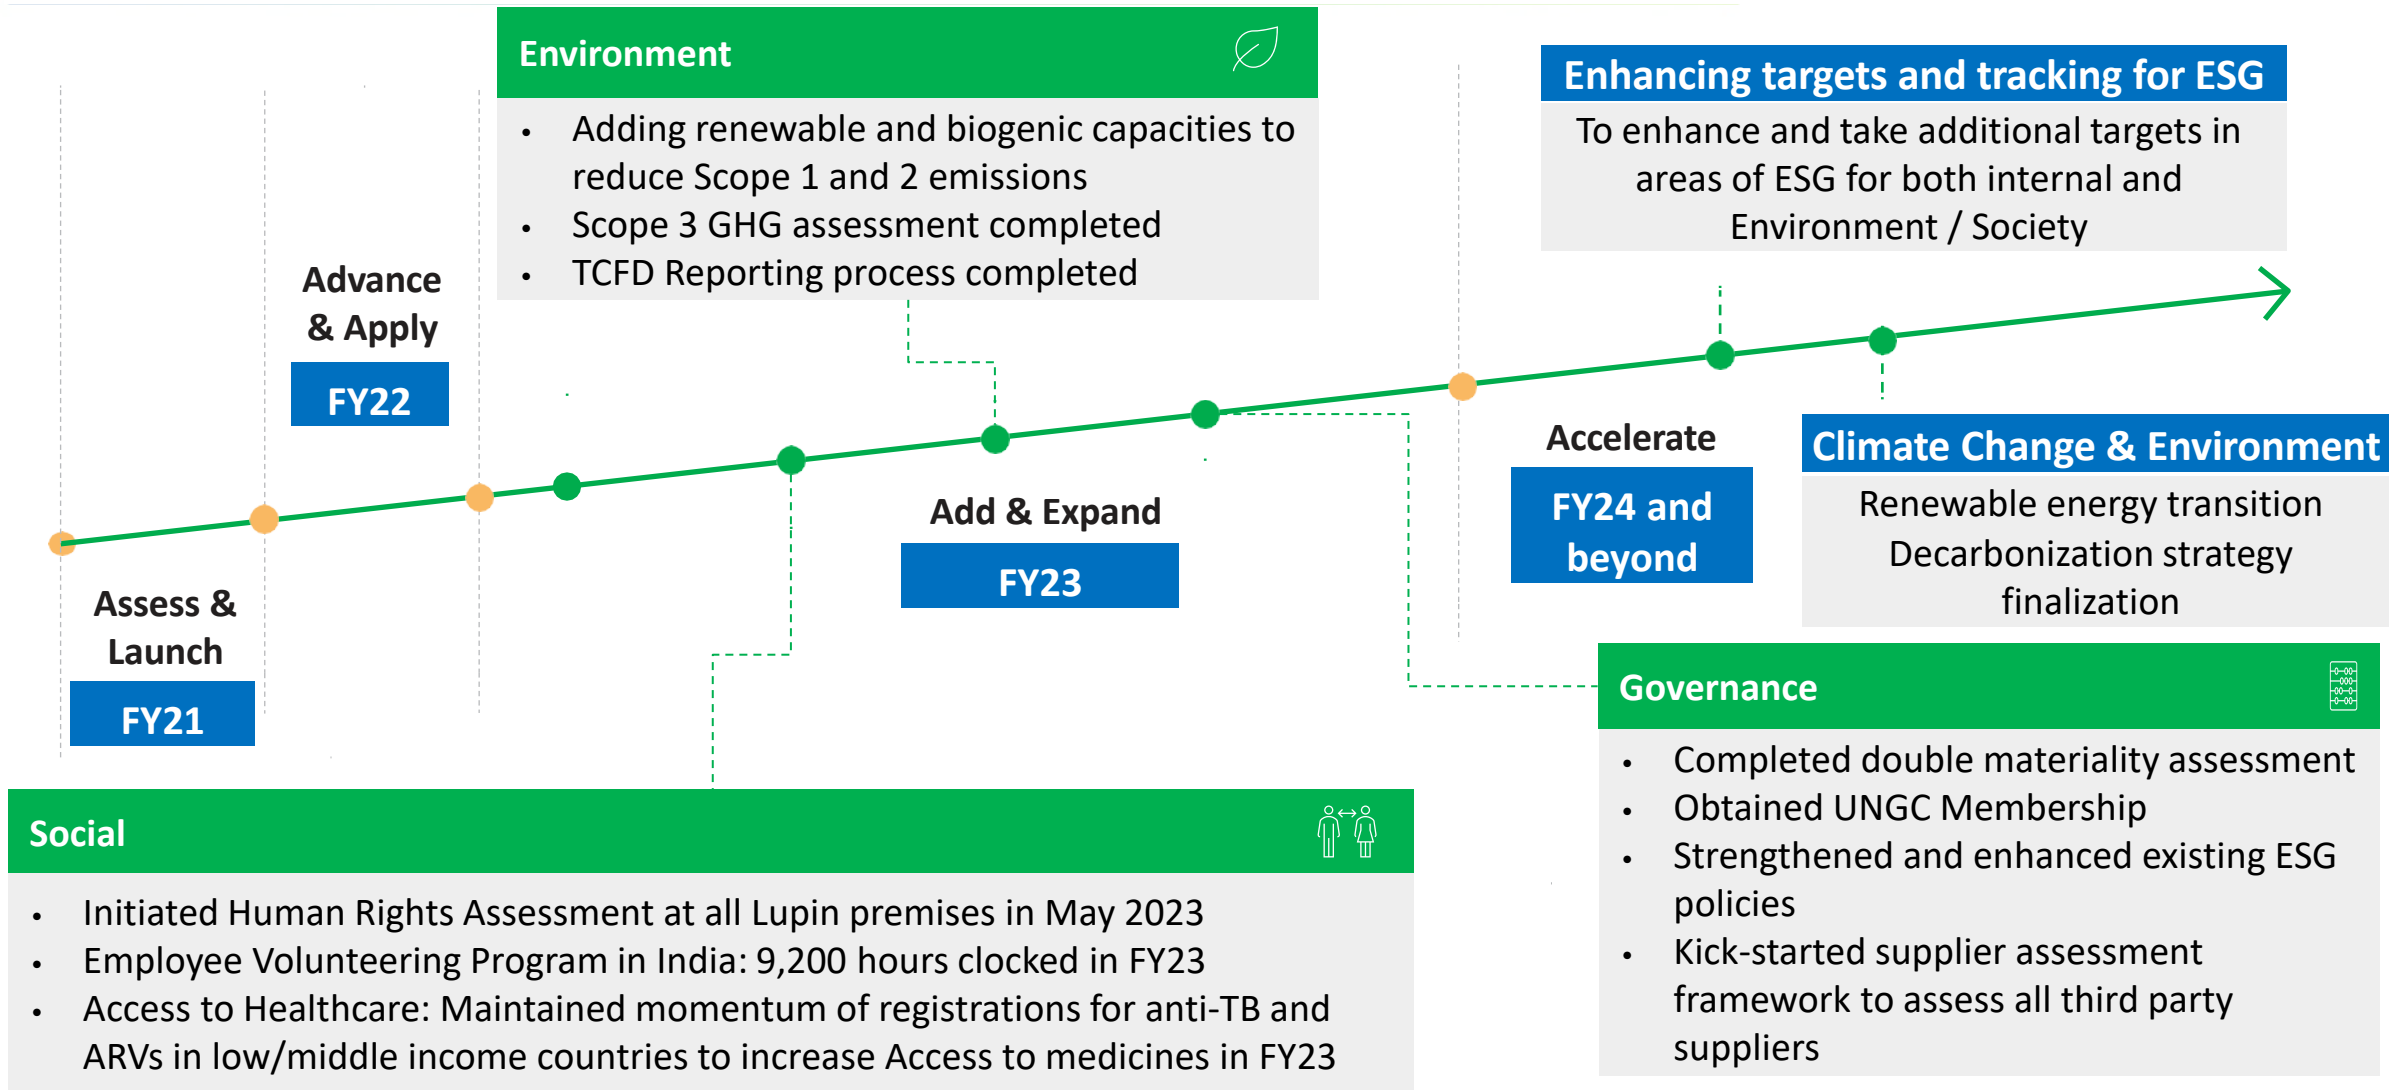 Environment
• Adding renewable and biogenic capacities to
reduce Scope 1 and 2 emissions
• Scope 3 GHG assessment completed
• TCFD Reporting process completed
Enhancing targets and tracking for ESG
To enhance and take additional targets in
areas of ESG for both internal and
Environment / Society
Advance
& Apply
FY22
Assess &
Launch
FY21
Add & Expand
FY23
Accelerate
FY24 and
beyond
Climate Change & Environment
Renewable energy transition
Decarbonization strategy
finalization
Social
• Initiated Human Rights Assessment at all Lupin premises in May 2023
• Employee Volunteering Program in India: 9,200 hours clocked in FY23
• Access to Healthcare: Maintained momentum of registrations for anti-TB and
ARVs in low/middle income countries to increase Access to medicines in FY23
Governance
• Completed double materiality assessment
• Obtained UNGC Membership
• Strengthened and enhanced existing ESG
policies
• Kick-started supplier assessment
framework to assess all third party
suppliers